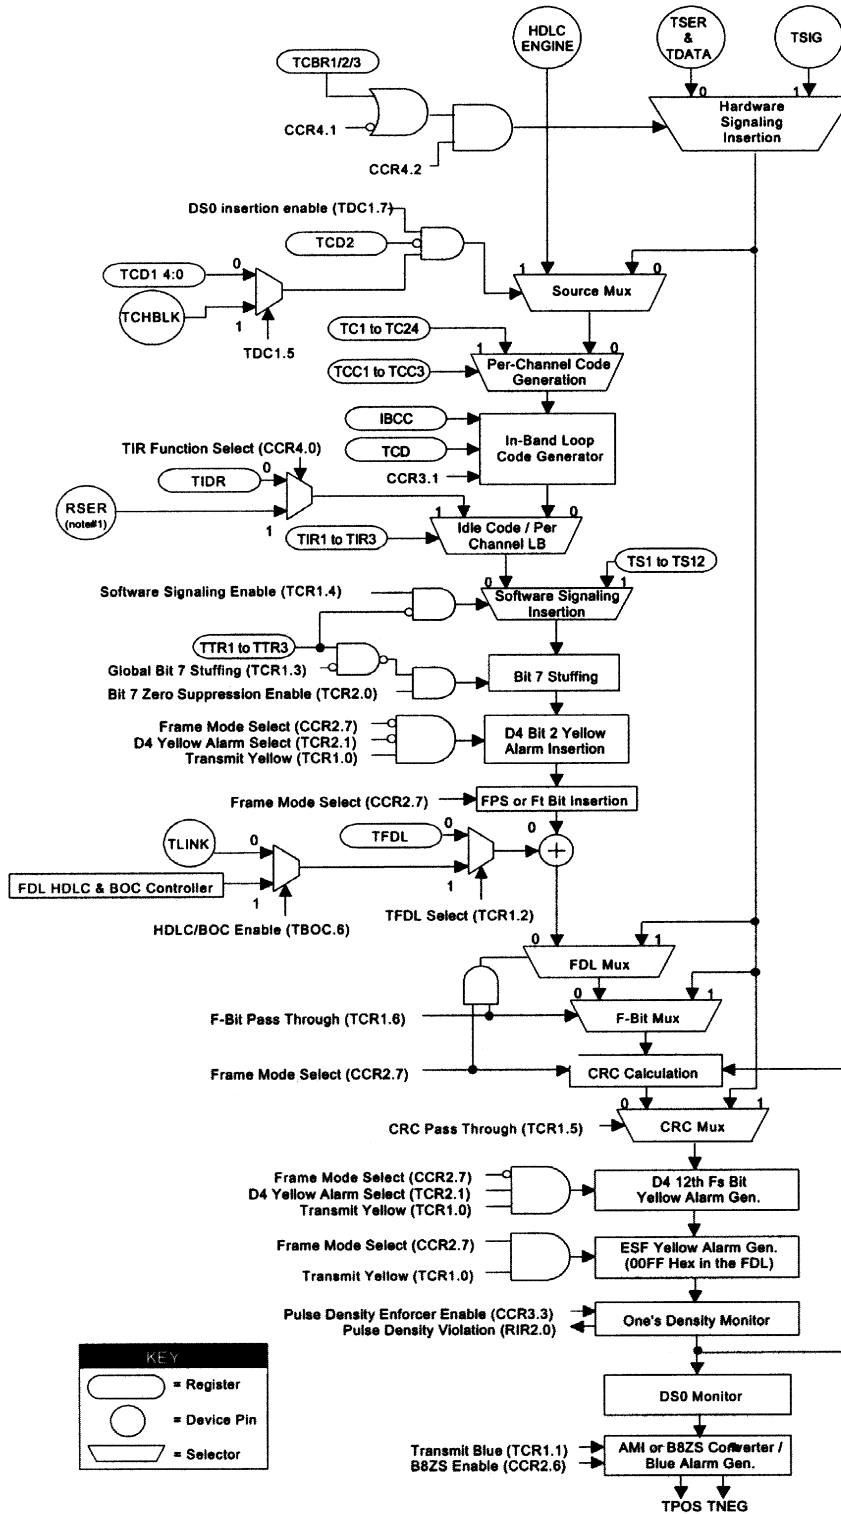 HDLC
ENGINE
TSER
&
TDATA
TSIG
TCBR1/2/3
0
1
Hardware
Signaling
Insertion
CCR4.1
CCR4.2
DS0 insertion enable (TDC1.7)
TCD2
TCD1 4:0
0
TCHBLK
1
TDC1.5
1
0
Source Mux
TC1 to TC24
1
0
TCC1 to TCC3
Per-Channel Code
Generation
IBCC
TCD
CCR3.1
In-Band Loop
Code Generator
TIR Function Select (CCR4.0)
0
TIDR
RSER
(note#1)
1
TIR1 to TIR3
1
0
Idle Code / Per
Channel LB
TS1 to TS12
0
1
Software Signaling Enable (TCR1.4)
Software Signaling
Insertion
TTR1 to TTR3
Global Bit 7 Stuffing (TCR1.3)
Bit 7 Zero Suppression Enable (TCR2.0)
Bit 7 Stuffing
Frame Mode Select (CCR2.7)
D4 Yellow Alarm Select (TCR2.1)
Transmit Yellow (TCR1.0)
D4 Bit 2 Yellow
Alarm Insertion
Frame Mode Select (CCR2.7)
FPS or Ft Bit Insertion
TLINK
0
TFDL
0
0
FDL HDLC & BOC Controller
1
1
HDLC/BOC Enable (TBOC.6)
TFDL Select (TCR1.2)
0
1
FDL Mux
0
1
F-Bit Pass Through (TCR1.6)
F-Bit Mux
Frame Mode Select (CCR2.7)
CRC Calculation
0
1
CRC Pass Through (TCR1.5)
CRC Mux
Frame Mode Select (CCR2.7)
D4 Yellow Alarm Select (TCR2.1)
Transmit Yellow (TCR1.0)
D4 12th Fs Bit
Yellow Alarm Gen.
Frame Mode Select (CCR2.7)
Transmit Yellow (TCR1.0)
ESF Yellow Alarm Gen.
(00FF Hex in the FDL)
Pulse Density Enforcer Enable (CCR3.3)
Pulse Density Violation (RIR2.0)
One's Density Monitor
KEY
= Register
= Device Pin
= Selector
DS0 Monitor
Transmit Blue (TCR1.1)
B8ZS Enable (CCR2.6)
AMI or B8ZS Converter /
Blue Alarm Gen.
TPOS TNEG